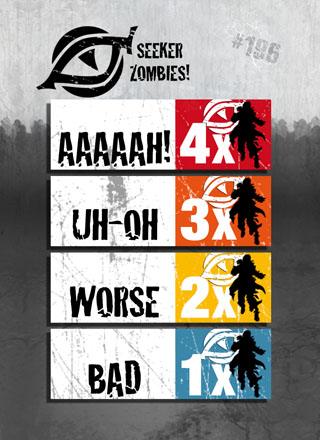 SEEKER
ZOMBIES!
#196
AAAAAH! 4X
UH-OH 3X
WORSE 2X
BAD 1X